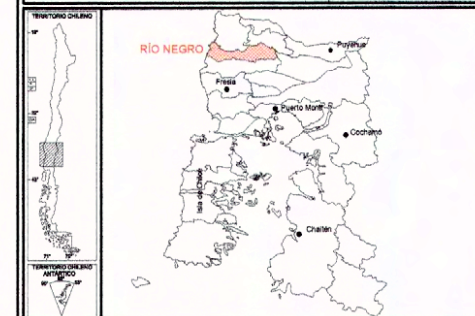 TERRITORIO CHILENO
RÍO NEGRO
Puyehue
Fresia
Puerto Montt
Cochamó
Isla de Chiloé
Chaitén
TERRITORIO CHILENO
ANTÁRTICO